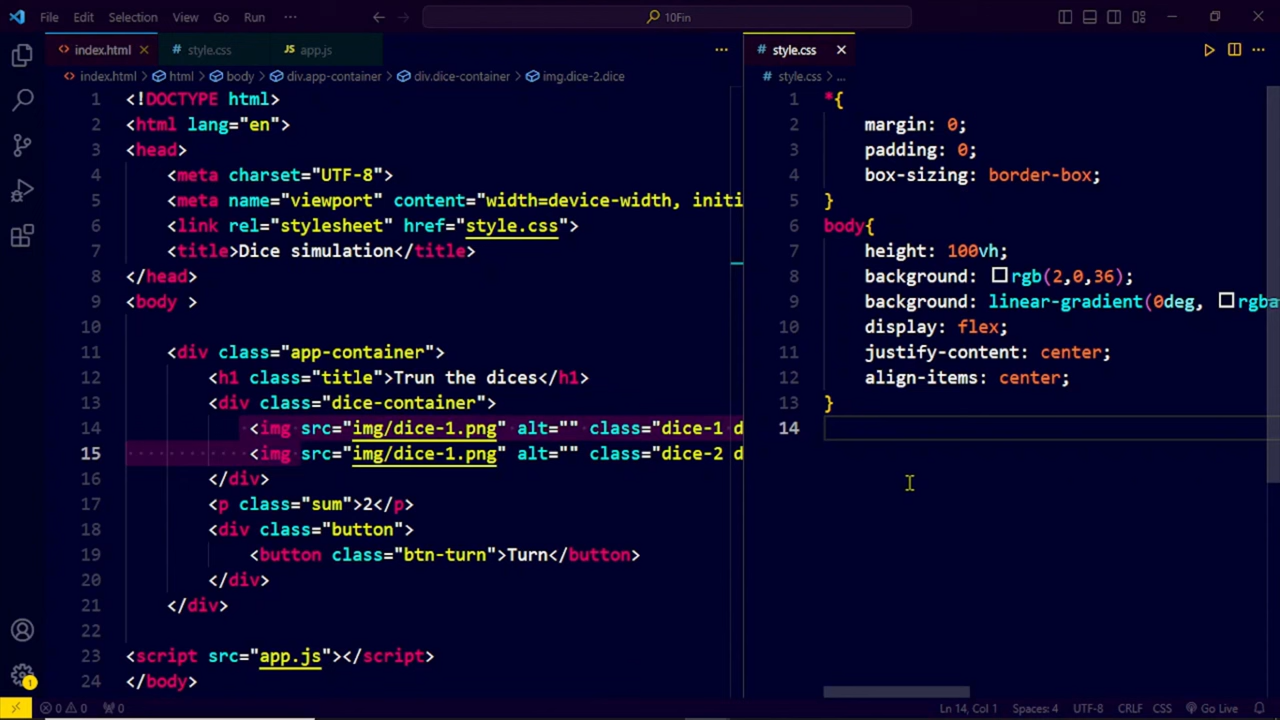 File Edit Selection View Go Run ··· 10Fin
index.html style.css app.js ···
index.html > html > body > div.app-container > div.dice-container > img.dice-2.dice
1 <!DOCTYPE html>
2 <html lang="en">
3 <head>
4 <meta charset="UTF-8">
5 <meta name="viewport" content="width=device-width, initi
6 <link rel="stylesheet" href="style.css">
7 <title>Dice simulation</title>
8 </head>
9 <body >
10
11 <div class="app-container">
12 <h1 class="title">Trun the dices</h1>
13 <div class="dice-container">
14 <img src="img/dice-1.png" alt="" class="dice-1 d
15 <img src="img/dice-1.png" alt="" class="dice-2 d
16 </div>
17 <p class="sum">2</p>
18 <div class="button">
19 <button class="btn-turn">Turn</button>
20 </div>
21 </div>
22
23 <script src="app.js"></script>
24 </body>
style.css
style.css > ...
1 *{
2 margin: 0;
3 padding: 0;
4 box-sizing: border-box;
5 }
6 body{
7 height: 100vh;
8 background: rgb(2,0,36);
9 background: linear-gradient(0deg, rgba
10 display: flex;
11 justify-content: center;
12 align-items: center;
13 }
14
1
0 0 0 Ln 14, Col 1 Spaces: 4 UTF-8 CRLF CSS Go Live